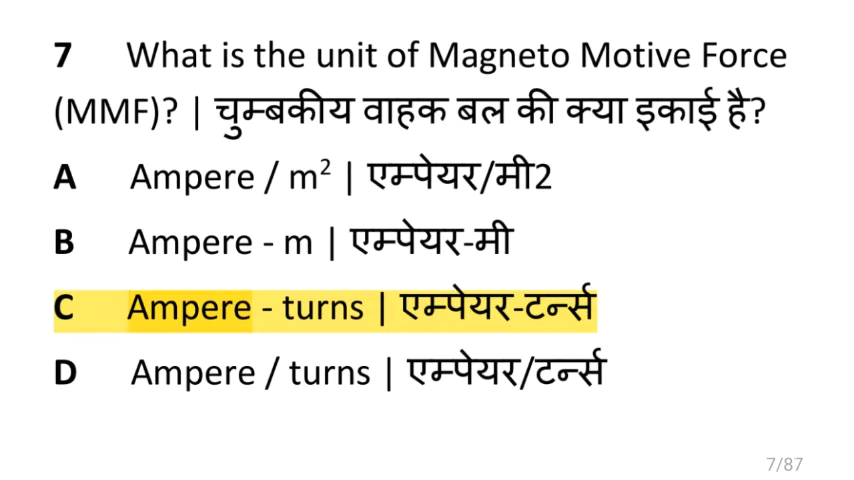 7 What is the unit of Magneto Motive Force
(MMF)? | चुम्बकीय वाहक बल की क्या इकाई है?
A Ampere / m² | एम्पेयर/मी2
B Ampere - m | एम्पेयर-मी
C Ampere - turns | एम्पेयर-टर्न्स
D Ampere / turns | एम्पेयर/टर्न्स
7/87